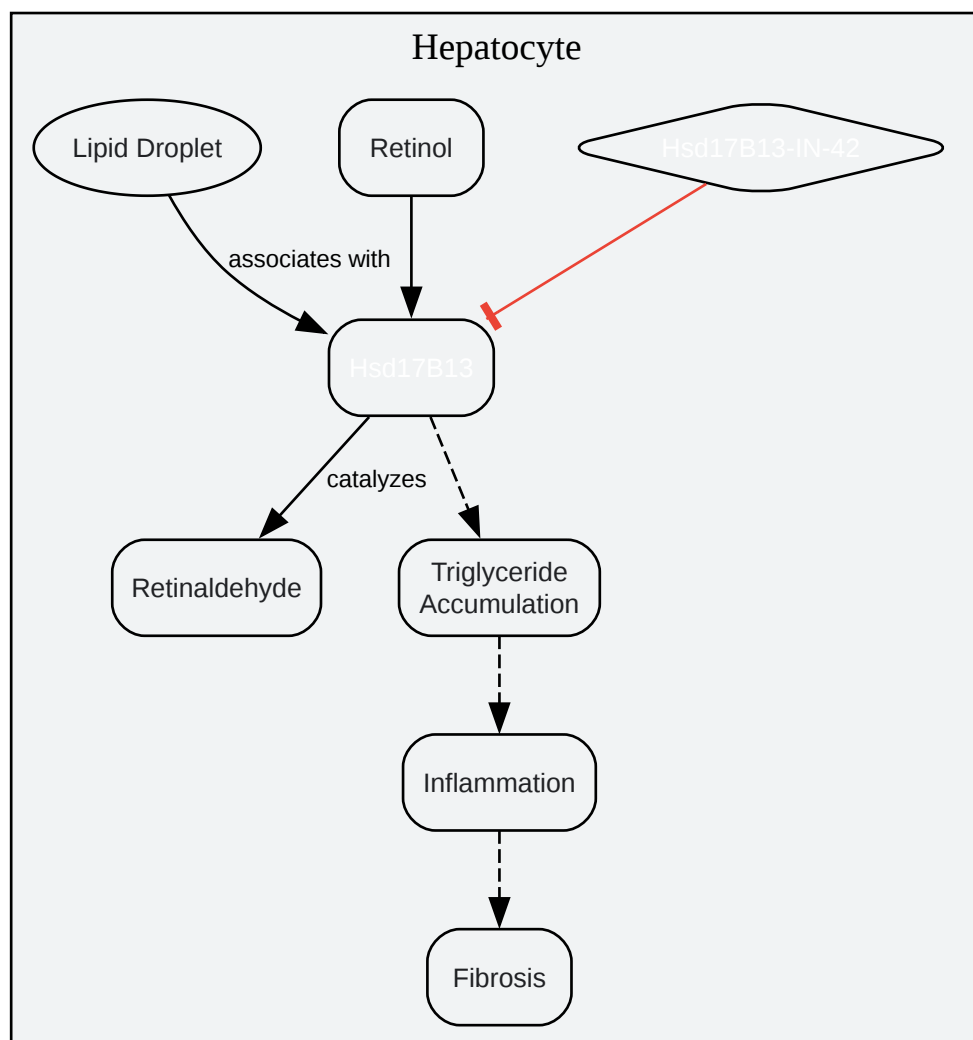 Hepatocyte
Lipid Droplet
Retinol
Hsd17B13-IN-42
associates with
Hsd17B13
catalyzes
Retinaldehyde
Triglyceride
Accumulation
Inflammation
Fibrosis